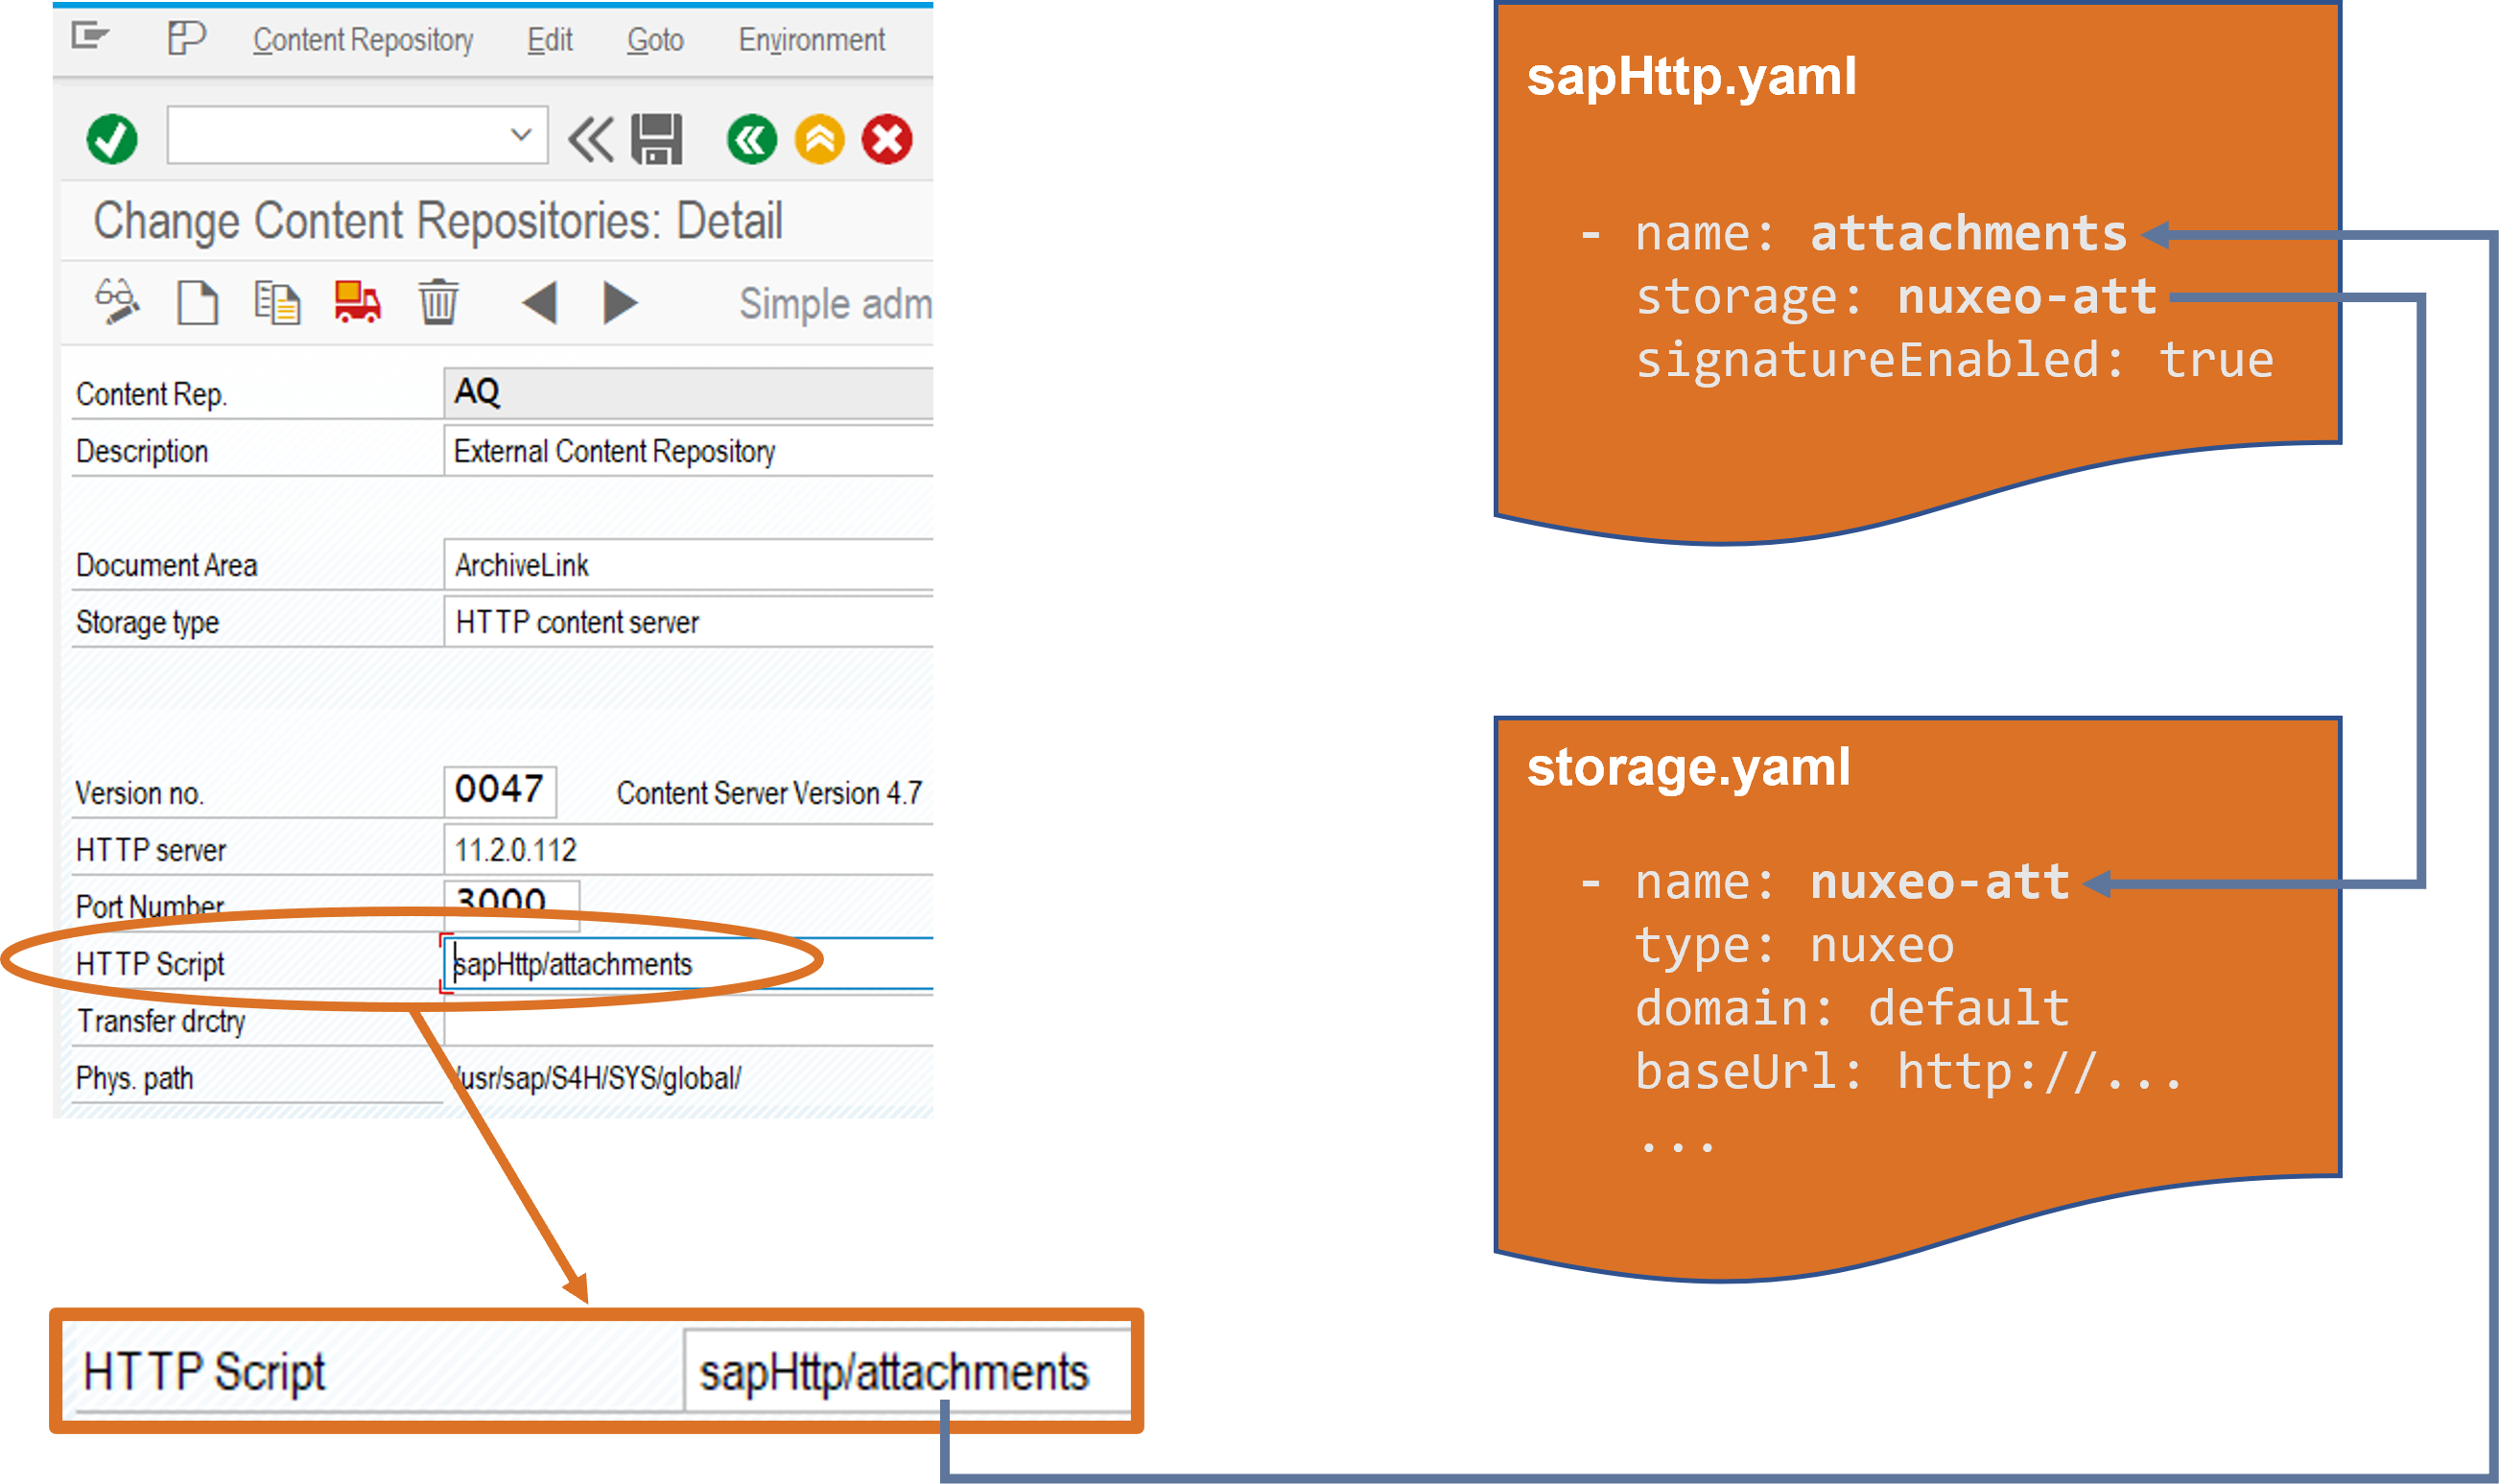 Content Repository Edit Goto Environment
Change Content Repositories: Detail
Simple adm
Content Rep. AQ
Description External Content Repository
Document Area ArchiveLink
Storage type HTTP content server
Version no. 0047 Content Server Version 4.7
HTTP server 11.2.0.112
Port Number 3000
HTTP Script sapHttp/attachments
Transfer drctry
Phys. path /usr/sap/S4H/SYS/global/
HTTP Script sapHttp/attachments
sapHttp.yaml
- name: attachments
storage: nuxeo-att
signatureEnabled: true
storage.yaml
- name: nuxeo-att
type: nuxeo
domain: default
baseUrl: http://...
...